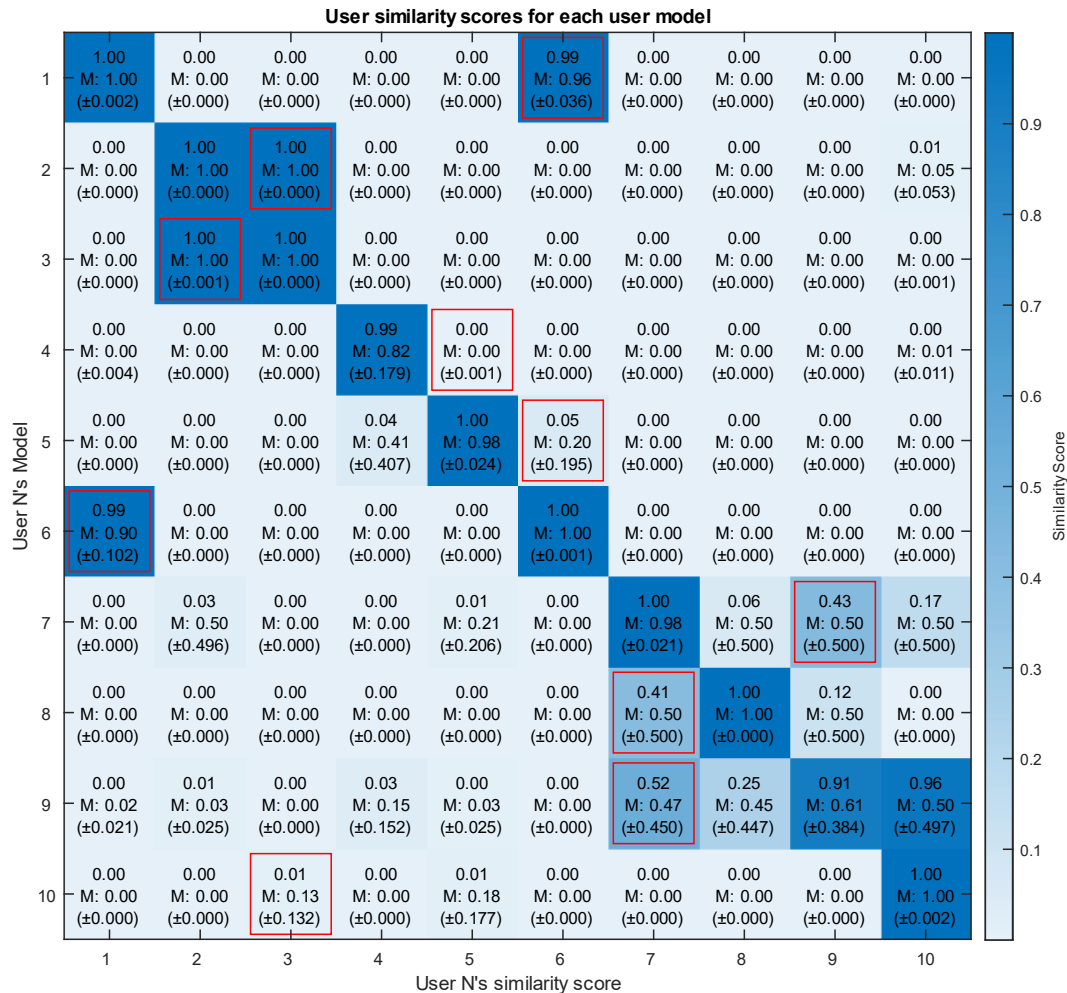 User similarity scores for each user model
1.00 0.00 0.00 0.00 0.00 0.99 0.00 0.00 0.00 0.00
1 M: 1.00 M: 0.00 M: 0.00 M: 0.00 M: 0.00 M: 0.96 M: 0.00 M: 0.00 M: 0.00 M: 0.00
(±0.002) (±0.000) (±0.000) (±0.000) (±0.000) (±0.036) (±0.000) (±0.000) (±0.000) (±0.000)
0.00 1.00 1.00 0.00 0.00 0.00 0.00 0.00 0.00 0.01
2 M: 0.00 M: 1.00 M: 1.00 M: 0.00 M: 0.00 M: 0.00 M: 0.00 M: 0.00 M: 0.00 M: 0.05
(±0.000) (±0.000) (±0.000) (±0.000) (±0.000) (±0.000) (±0.000) (±0.000) (±0.000) (±0.053)
0.00 1.00 1.00 0.00 0.00 0.00 0.00 0.00 0.00 0.00
3 M: 0.00 M: 1.00 M: 1.00 M: 0.00 M: 0.00 M: 0.00 M: 0.00 M: 0.00 M: 0.00 M: 0.00
(±0.000) (±0.001) (±0.000) (±0.000) (±0.000) (±0.000) (±0.000) (±0.000) (±0.000) (±0.001)
0.00 0.00 0.00 0.99 0.00 0.00 0.00 0.00 0.00 0.00
4 M: 0.00 M: 0.00 M: 0.00 M: 0.82 M: 0.00 M: 0.00 M: 0.00 M: 0.00 M: 0.00 M: 0.01
(±0.004) (±0.000) (±0.000) (±0.179) (±0.001) (±0.000) (±0.000) (±0.000) (±0.000) (±0.011)
0.00 0.00 0.00 0.04 1.00 0.05 0.00 0.00 0.00 0.00
5 M: 0.00 M: 0.00 M: 0.00 M: 0.41 M: 0.98 M: 0.20 M: 0.00 M: 0.00 M: 0.00 M: 0.00
(±0.000) (±0.000) (±0.000) (±0.407) (±0.024) (±0.195) (±0.000) (±0.000) (±0.000) (±0.000)
0.99 0.00 0.00 0.00 0.00 1.00 0.00 0.00 0.00 0.00
6 M: 0.90 M: 0.00 M: 0.00 M: 0.00 M: 0.00 M: 1.00 M: 0.00 M: 0.00 M: 0.00 M: 0.00
(±0.102) (±0.000) (±0.000) (±0.000) (±0.000) (±0.001) (±0.000) (±0.000) (±0.000) (±0.000)
0.00 0.03 0.00 0.00 0.01 0.00 1.00 0.06 0.43 0.17
7 M: 0.00 M: 0.50 M: 0.00 M: 0.00 M: 0.21 M: 0.00 M: 0.98 M: 0.50 M: 0.50 M: 0.50
(±0.000) (±0.496) (±0.000) (±0.000) (±0.206) (±0.000) (±0.021) (±0.500) (±0.500) (±0.500)
0.00 0.00 0.00 0.00 0.00 0.00 0.41 1.00 0.12 0.00
8 M: 0.00 M: 0.00 M: 0.00 M: 0.00 M: 0.00 M: 0.00 M: 0.50 M: 1.00 M: 0.50 M: 0.00
(±0.000) (±0.000) (±0.000) (±0.000) (±0.000) (±0.000) (±0.500) (±0.000) (±0.500) (±0.000)
0.00 0.01 0.00 0.03 0.00 0.00 0.52 0.25 0.91 0.96
9 M: 0.02 M: 0.03 M: 0.00 M: 0.15 M: 0.03 M: 0.00 M: 0.47 M: 0.45 M: 0.61 M: 0.50
(±0.021) (±0.025) (±0.000) (±0.152) (±0.025) (±0.000) (±0.450) (±0.447) (±0.384) (±0.497)
0.00 0.00 0.01 0.00 0.01 0.00 0.00 0.00 0.00 1.00
10 M: 0.00 M: 0.00 M: 0.13 M: 0.00 M: 0.18 M: 0.00 M: 0.00 M: 0.00 M: 0.00 M: 1.00
(±0.000) (±0.000) (±0.132) (±0.000) (±0.177) (±0.000) (±0.000) (±0.000) (±0.000) (±0.002)
1 2 3 4 5 6 7 8 9 10
User N's similarity score
User N's Model
0.9
0.8
0.7
0.6
0.5
0.4
0.3
0.2
0.1
Similarity Score